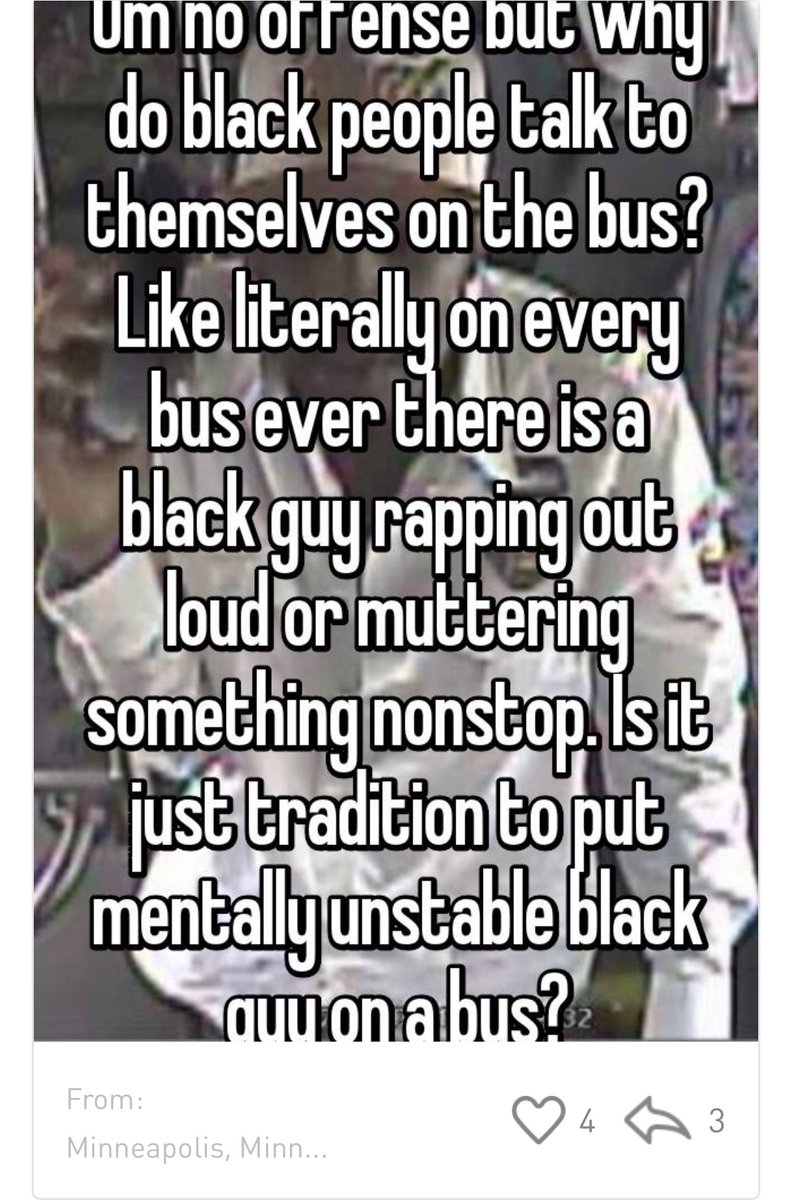 Um no offense but why
do black people talk to
themselves on the bus?
Like literally on every
bus ever there is a
black guy rapping out
loud or muttering
something nonstop. Is it
just tradition to put
mentally unstable black
guy on a bus?
32
From:
Minneapolis, Minn...
4
3